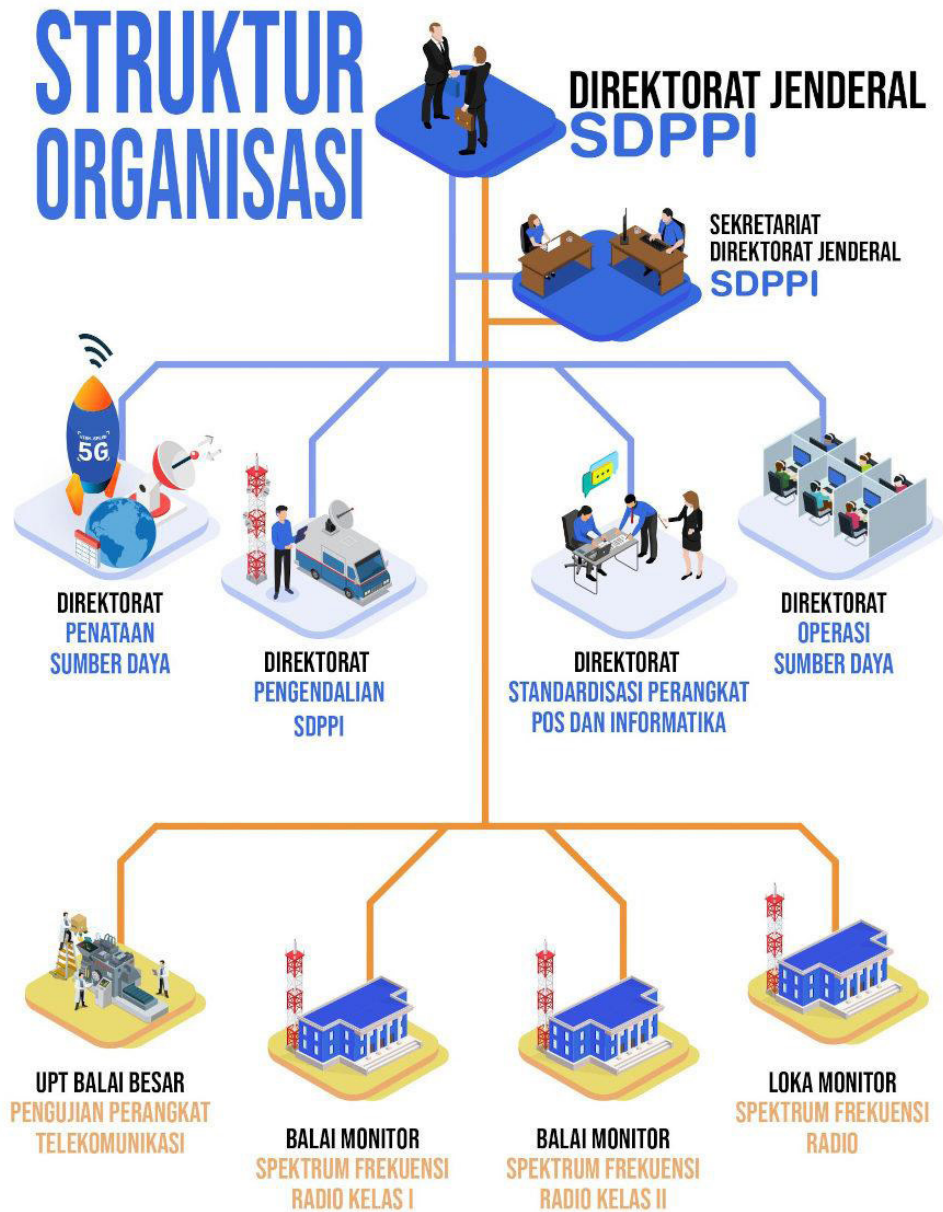 STRUKTUR
ORGANISASI
DIREKTORAT JENDERAL
SDPPI
SEKRETARIAT
DIREKTORAT JENDERAL
SDPPI
5G
DIREKTORAT
PENATAAN
SUMBER DAYA
DIREKTORAT
PENGENDALIAN
SDPPI
DIREKTORAT
STANDARDISASI PERANGKAT
POS DAN INFORMATIKA
DIREKTORAT
OPERASI
SUMBER DAYA
UPT BALAI BESAR
PENGUJIAN PERANGKAT
TELEKOMUNIKASI
BALAI MONITOR
SPEKTRUM FREKUENSI
RADIO KELAS I
BALAI MONITOR
SPEKTRUM FREKUENSI
RADIO KELAS II
LOKA MONITOR
SPEKTRUM FREKUENSI
RADIO